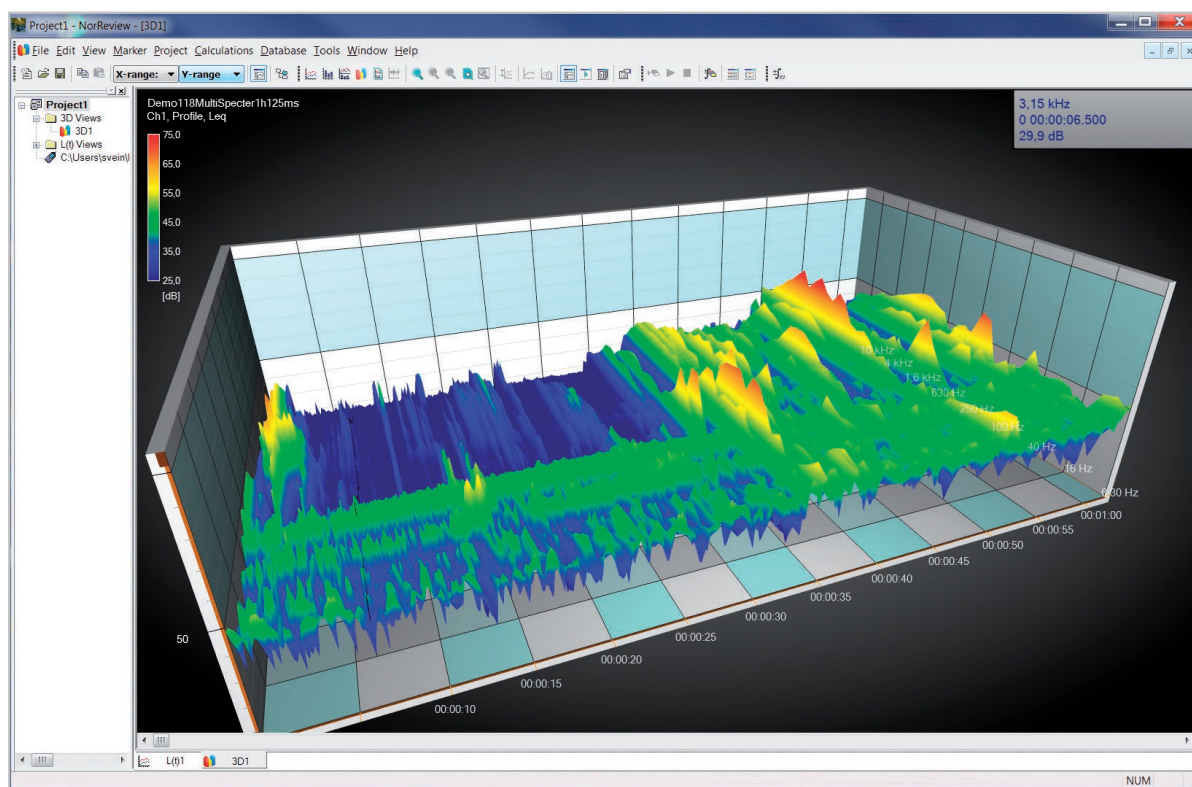 Project1 - NorReview - [3D1]
File Edit View Marker Project Calculations Database Tools Window Help
X-range: Y-range
Project1
3D Views
3D1
L(t) Views
C:\Users\svein\
Demo118MultiSpecter1h125ms
Ch1, Profile, Leq
75,0
65,0
55,0
45,0
35,0
25,0
[dB]
3,15 kHz
0 00:00:06.500
29,9 dB
10 kHz
4 kHz
1,6 kHz
630 Hz
250 Hz
100 Hz
40 Hz
16 Hz
6,30 Hz
00:01:00
00:00:55
00:00:50
00:00:45
00:00:40
00:00:35
00:00:30
00:00:25
00:00:20
00:00:15
00:00:10
50
L(t)1 3D1
NUM